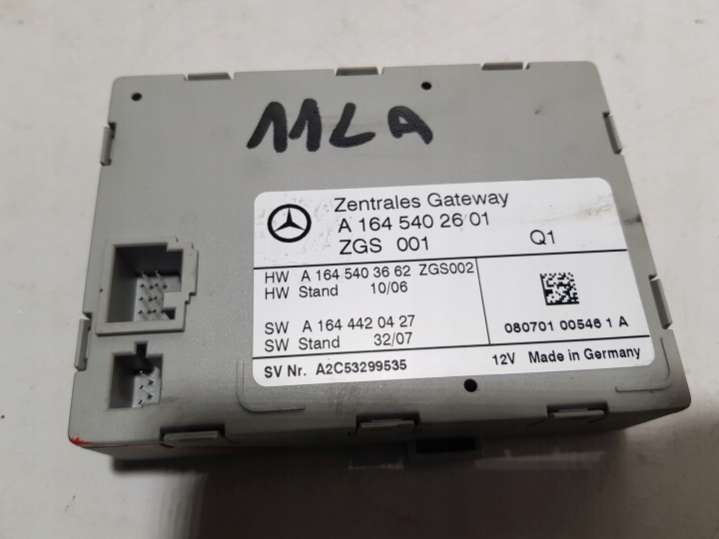 11LA
Zentrales Gateway
A 164 540 26 01
ZGS 001 Q1
HW A 164 540 36 62 ZGS002
HW Stand 10/06
SW A 164 442 04 27
SW Stand 32/07
080701 00546 1 A
SV Nr. A2C53299535 12V Made in Germany